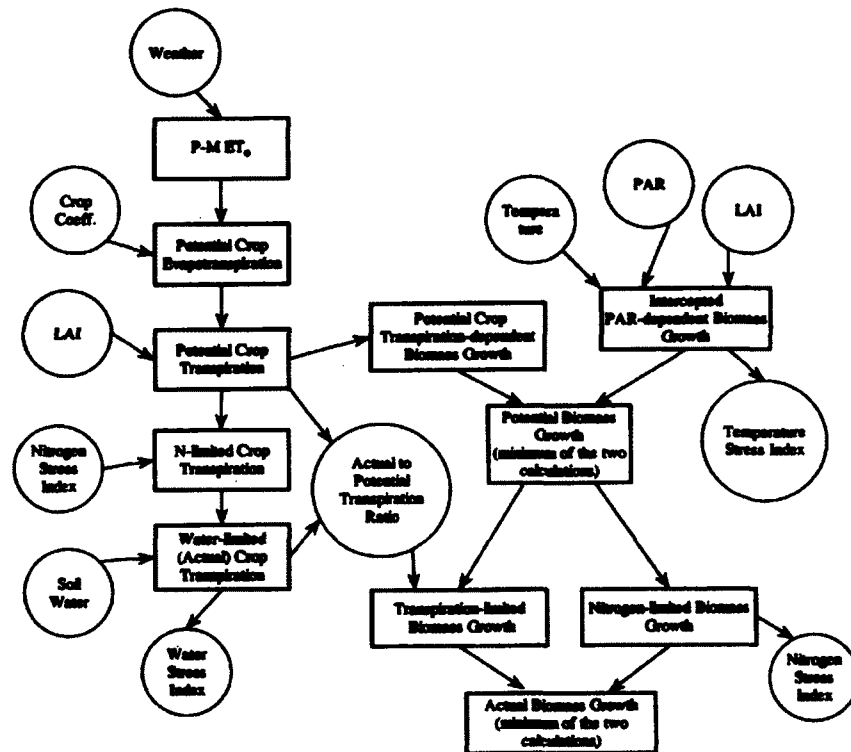 Weather
P-M ETo
Crop
Coeff.
Potential Crop
Evapotranspiration
LAI
Potential Crop
Transpiration
Nitrogen
Stress
Index
N-limited Crop
Transpiration
Soil
Water
Water-limited
(Actual) Crop
Transpiration
Water
Stress
Index
Potential Crop
Transpiration-dependent
Biomass Growth
Actual to
Potential
Transpiration
Ratio
Tempera
ture
PAR
LAI
Intercepted
PAR-dependent Biomass
Growth
Potential Biomass
Growth
(minimum of the two
calculations)
Temperature
Stress Index
Transpiration-limited
Biomass Growth
Nitrogen-limited Biomass
Growth
Nitrogen
Stress
Index
Actual Biomass Growth
(minimum of the two
calculations)